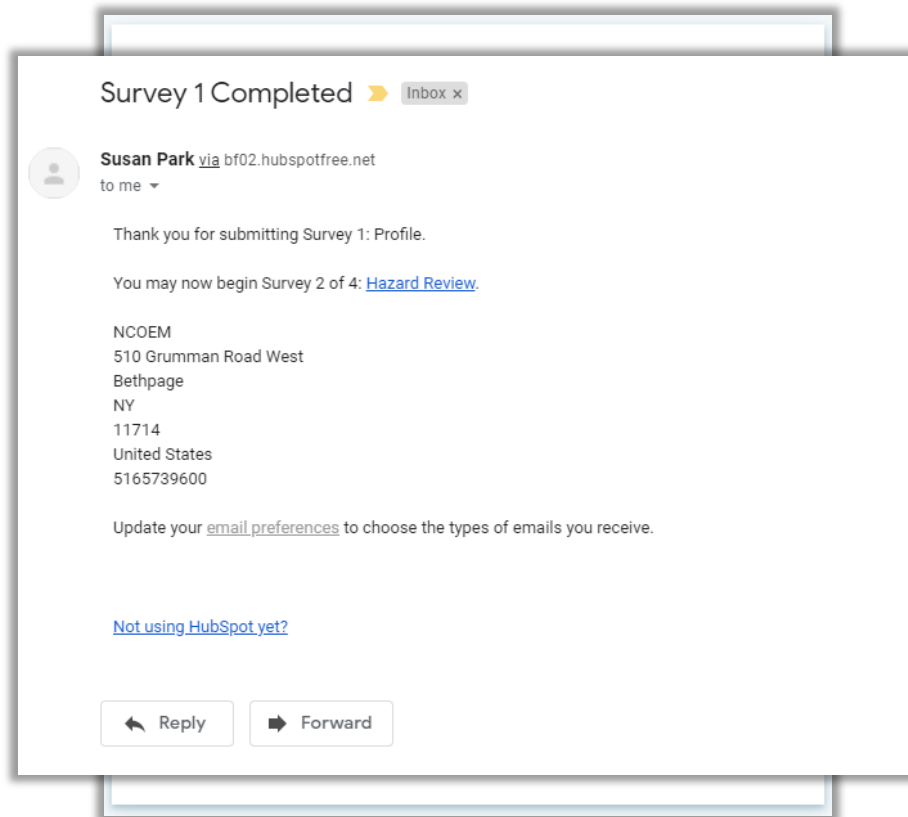 Survey 1 Completed Inbox x
Susan Park via bf02.hubspotfree.net
to me
Thank you for submitting Survey 1: Profile.
You may now begin Survey 2 of 4: Hazard Review.
NCOEM
510 Grumman Road West
Bethpage
NY
11714
United States
5165739600
Update your email preferences to choose the types of emails you receive.
Not using HubSpot yet?
Reply Forward